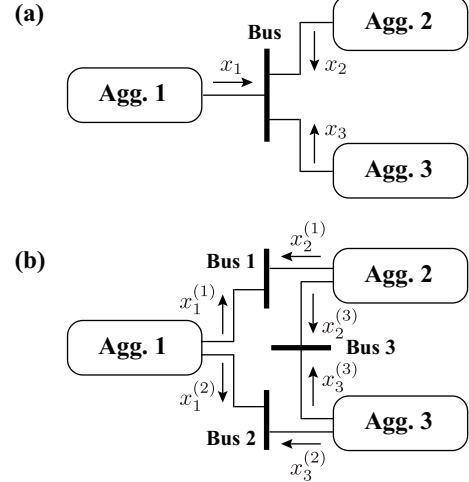 (a)
Bus
Agg. 2
x₁
x₂
Agg. 1
x₃
Agg. 3
(b)
x₂⁽¹⁾
Bus 1
Agg. 2
x₁⁽¹⁾
x₂⁽³⁾
Agg. 1
Bus 3
x₃⁽³⁾
x₁⁽²⁾
Agg. 3
Bus 2
x₃⁽²⁾